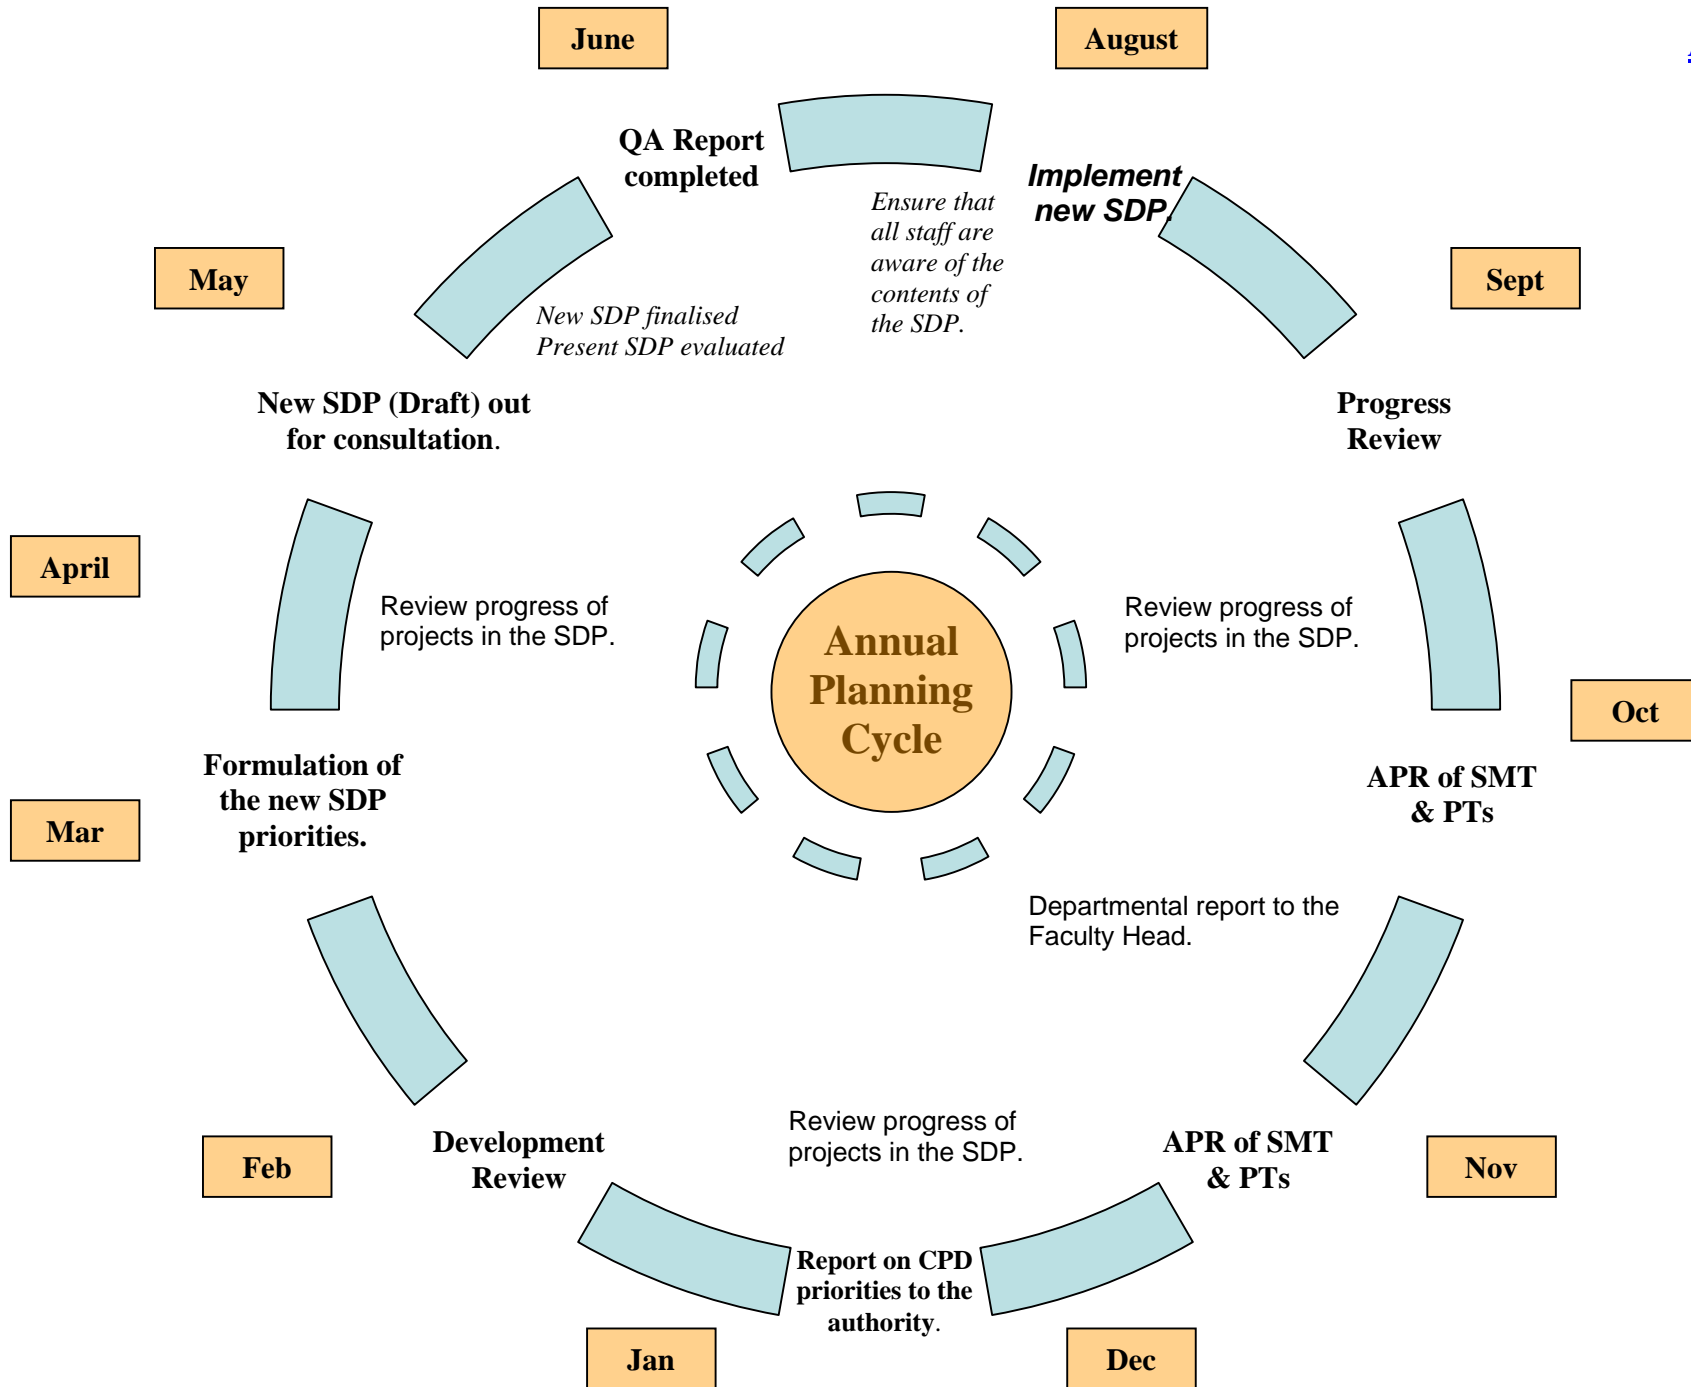 June
August
QA Report
completed
Implement
new SDP.
Ensure that
all staff are
aware of the
contents of
the SDP.
May
Sept
New SDP finalised
Present SDP evaluated
New SDP (Draft) out
for consultation.
Progress
Review
April
Review progress of
projects in the SDP.
Annual
Planning
Cycle
Review progress of
projects in the SDP.
Oct
Formulation of
the new SDP
priorities.
APR of SMT
& PTs
Mar
Departmental report to the
Faculty Head.
Review progress of
projects in the SDP.
Feb
Development
Review
APR of SMT
& PTs
Nov
Report on CPD
priorities to the
authority.
Jan
Dec